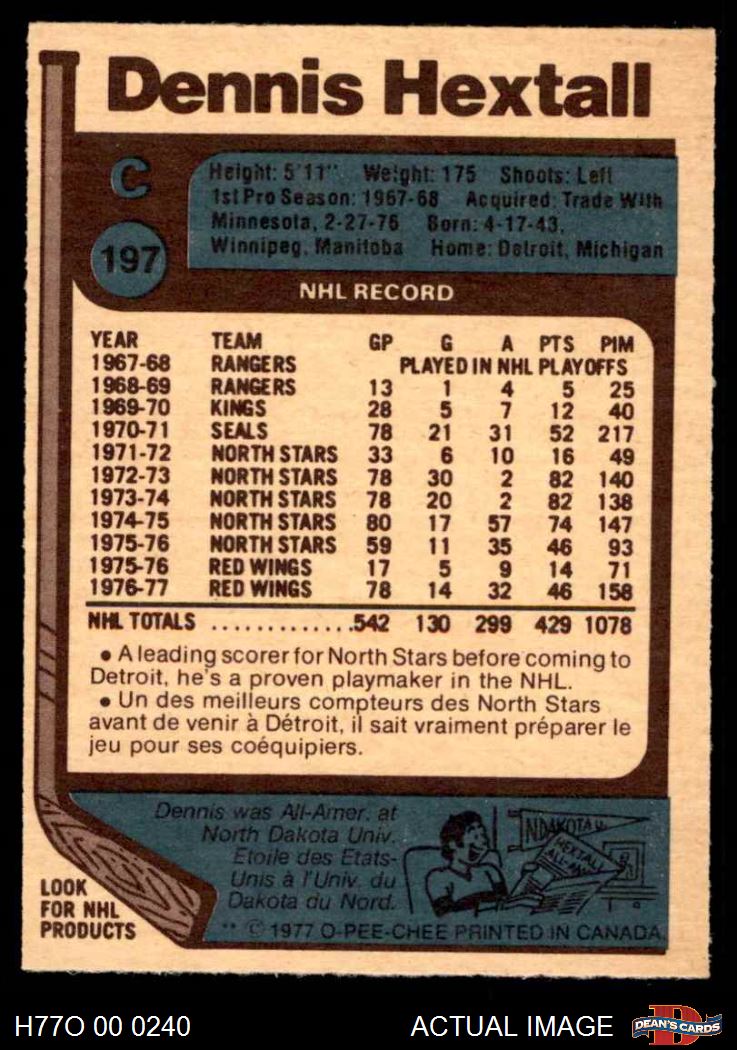 Dennis Hextall
C
197
Height: 5'11" Weight: 175 Shoots: Left
1st Pro Season: 1967-68 Acquired: Trade With
Minnesota, 2-27-76 Born: 4-17-43,
Winnipeg, Manitoba Home: Detroit, Michigan
NHL RECORD
YEAR TEAM GP G A PTS PIM
1967-68 RANGERS PLAYED IN NHL PLAYOFFS
1968-69 RANGERS 13 1 4 5 25
1969-70 KINGS 28 5 7 12 40
1970-71 SEALS 78 21 31 52 217
1971-72 NORTH STARS 33 6 10 16 49
1972-73 NORTH STARS 78 30 2 82 140
1973-74 NORTH STARS 78 20 2 82 138
1974-75 NORTH STARS 80 17 57 74 147
1975-76 NORTH STARS 59 11 35 46 93
1975-76 RED WINGS 17 5 9 14 71
1976-77 RED WINGS 78 14 32 46 158
NHL TOTALS .............542 130 299 429 1078
• A leading scorer for North Stars before coming to
Detroit, he's a proven playmaker in the NHL.
• Un des meilleurs compteurs des North Stars
avant de venir à Détroit, il sait vraiment préparer le
jeu pour ses coéquipiers.
Dennis was All-Amer. at
North Dakota Univ.
Étoile des États-
Unis à l'Univ. du
Dakota du Nord.
N DAKOTA U.
HEXTALL
ALL-AM
LOOK
FOR NHL
PRODUCTS
** © 1977 O-PEE-CHEE PRINTED IN CANADA
H77O 00 0240
ACTUAL IMAGE
DEAN'S CARDS